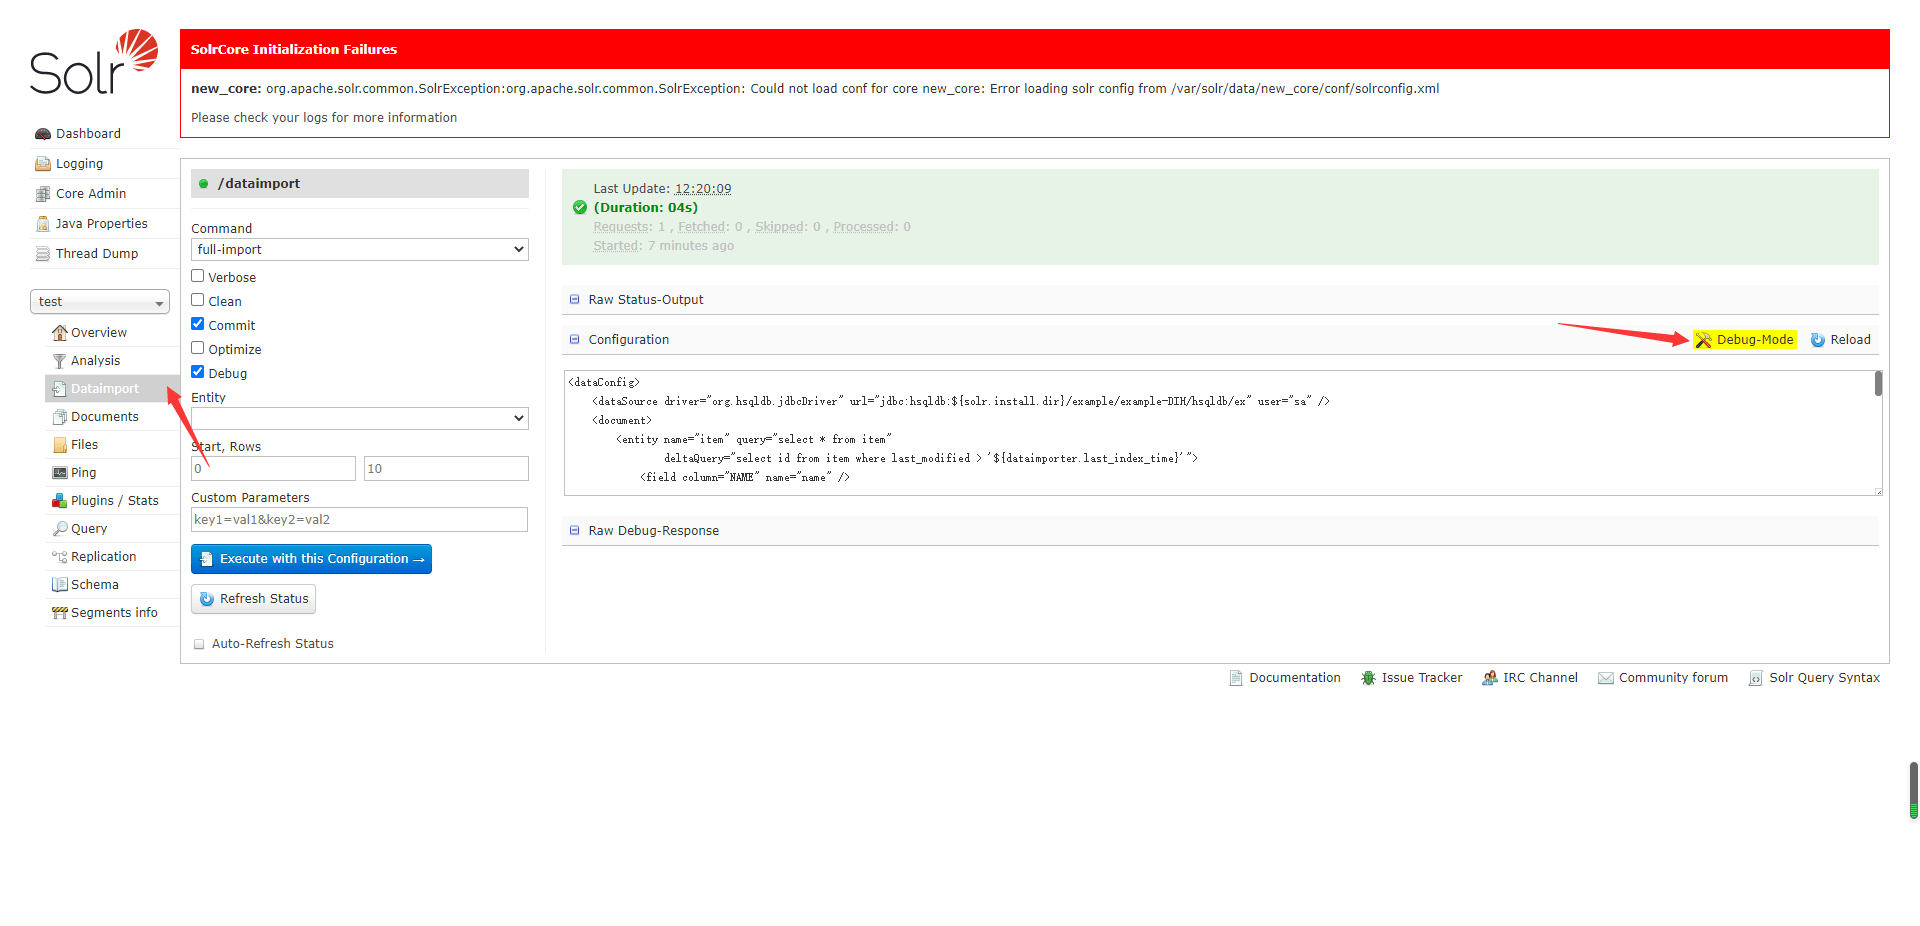 Solr
SolrCore Initialization Failures
new_core: org.apache.solr.common.SolrException:org.apache.solr.common.SolrException: Could not load conf for core new_core: Error loading solr config from /var/solr/data/new_core/conf/solrconfig.xml
Please check your logs for more information
Dashboard
Logging
Core Admin
Java Properties
Thread Dump
test
Overview
Analysis
Dataimport
Documents
Files
Ping
Plugins / Stats
Query
Replication
Schema
Segments info
/dataimport
Command
full-import
Verbose
Clean
Commit
Optimize
Debug
Entity
Start, Rows
0 10
Custom Parameters
key1=val1&key2=val2
Execute with this Configuration →
Refresh Status
Auto-Refresh Status
Last Update: 12:20:09
(Duration: 04s)
Requests: 1 , Fetched: 0 , Skipped: 0 , Processed: 0
Started: 7 minutes ago
Raw Status-Output
Configuration Debug-Mode Reload
<dataConfig>
<dataSource driver="org.hsqldb.jdbcDriver" url="jdbc:hsqldb:${solr.install.dir}/example/example-DIH/hsqldb/ex" user="sa" />
<document>
<entity name="item" query="select * from item"
deltaQuery="select id from item where last_modified > '${dataimporter.last_index_time}'">
<field column="NAME" name="name" />
Raw Debug-Response
Documentation Issue Tracker IRC Channel Community forum Solr Query Syntax